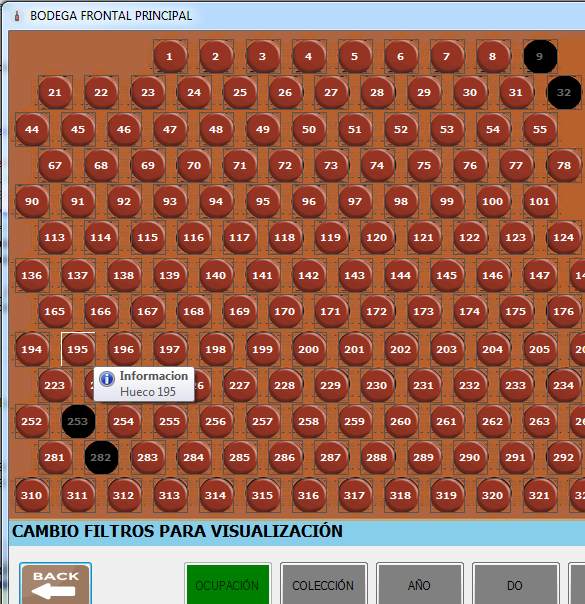 BODEGA FRONTAL PRINCIPAL
1 2 3 4 5 6 7 8 9
21 22 23 24 25 26 27 28 29 30 31 32
44 45 46 47 48 49 50 51 52 53 54 55
67 68 69 70 71 72 73 74 75 76 77 78
90 91 92 93 94 95 96 97 98 99 100 101
113 114 115 116 117 118 119 120 121 122 123 124
136 137 138 139 140 141 142 143 144 145 146 147
165 166 167 168 169 170 171 172 173 174 175 176
194 195 196 197 198 199 200 201 202 203 204 205
Informacion
Hueco 195
223 227 228 229 230 231 232 233 234
252 253 254 255 256 257 258 259 260 261 262 263
281 282 283 284 285 286 287 288 289 290 291 292
310 311 312 313 314 315 316 317 318 319 320 321
CAMBIO FILTROS PARA VISUALIZACIÓN
BACK
OCUPACIÓN COLECCIÓN AÑO DO